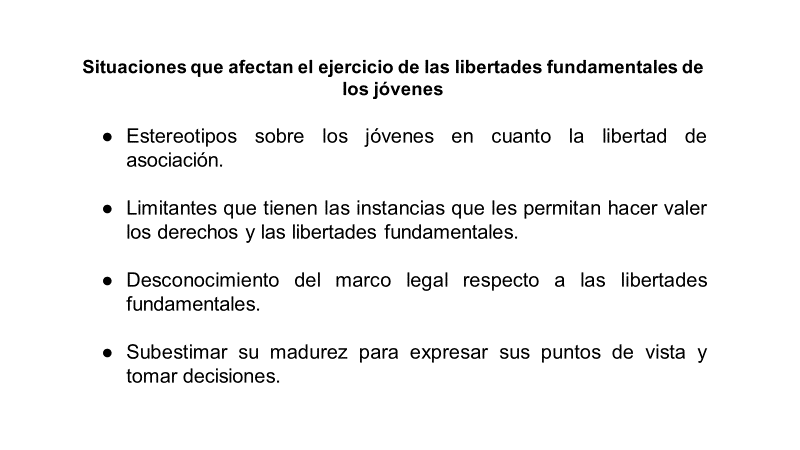 Situaciones que afectan el ejercicio de las libertades fundamentales de
los jóvenes
● Estereotipos sobre los jóvenes en cuanto la libertad de
asociación.
● Limitantes que tienen las instancias que les permitan hacer valer
los derechos y las libertades fundamentales.
● Desconocimiento del marco legal respecto a las libertades
fundamentales.
● Subestimar su madurez para expresar sus puntos de vista y
tomar decisiones.